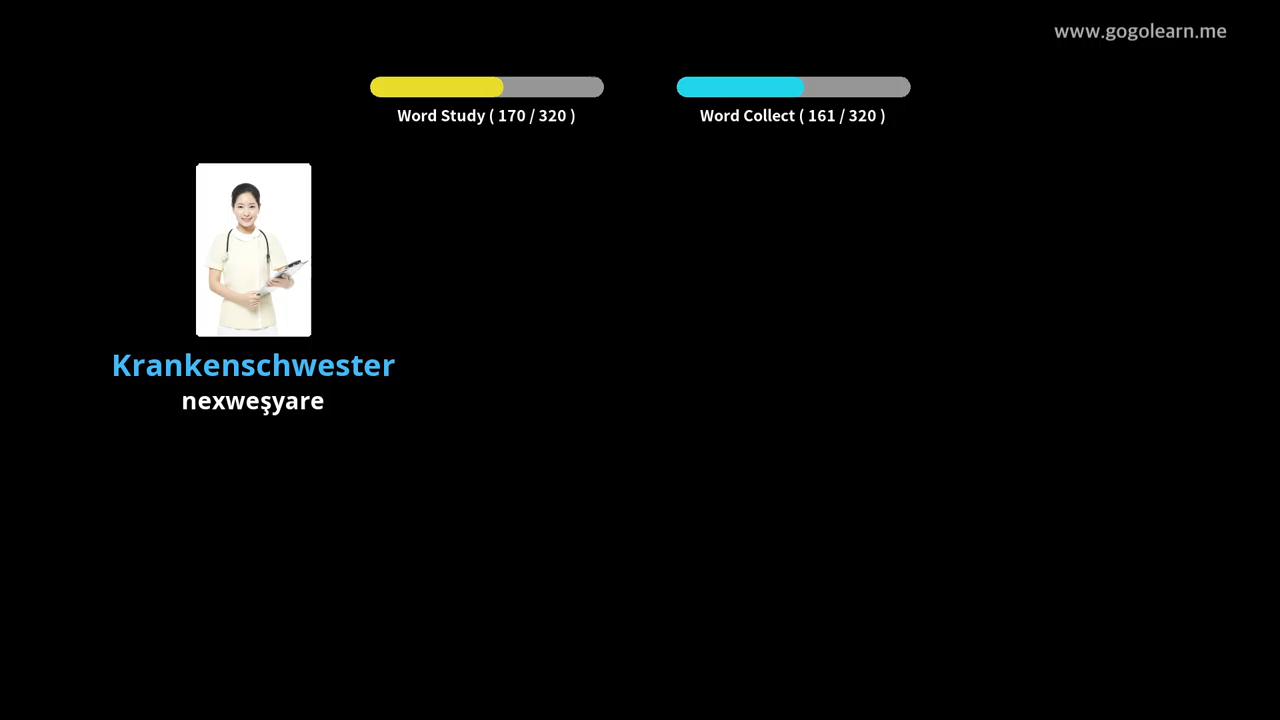 www.gogolearn.me
Word Study ( 170 / 320 )
Word Collect ( 161 / 320 )
Krankenschwester
nexweşyare